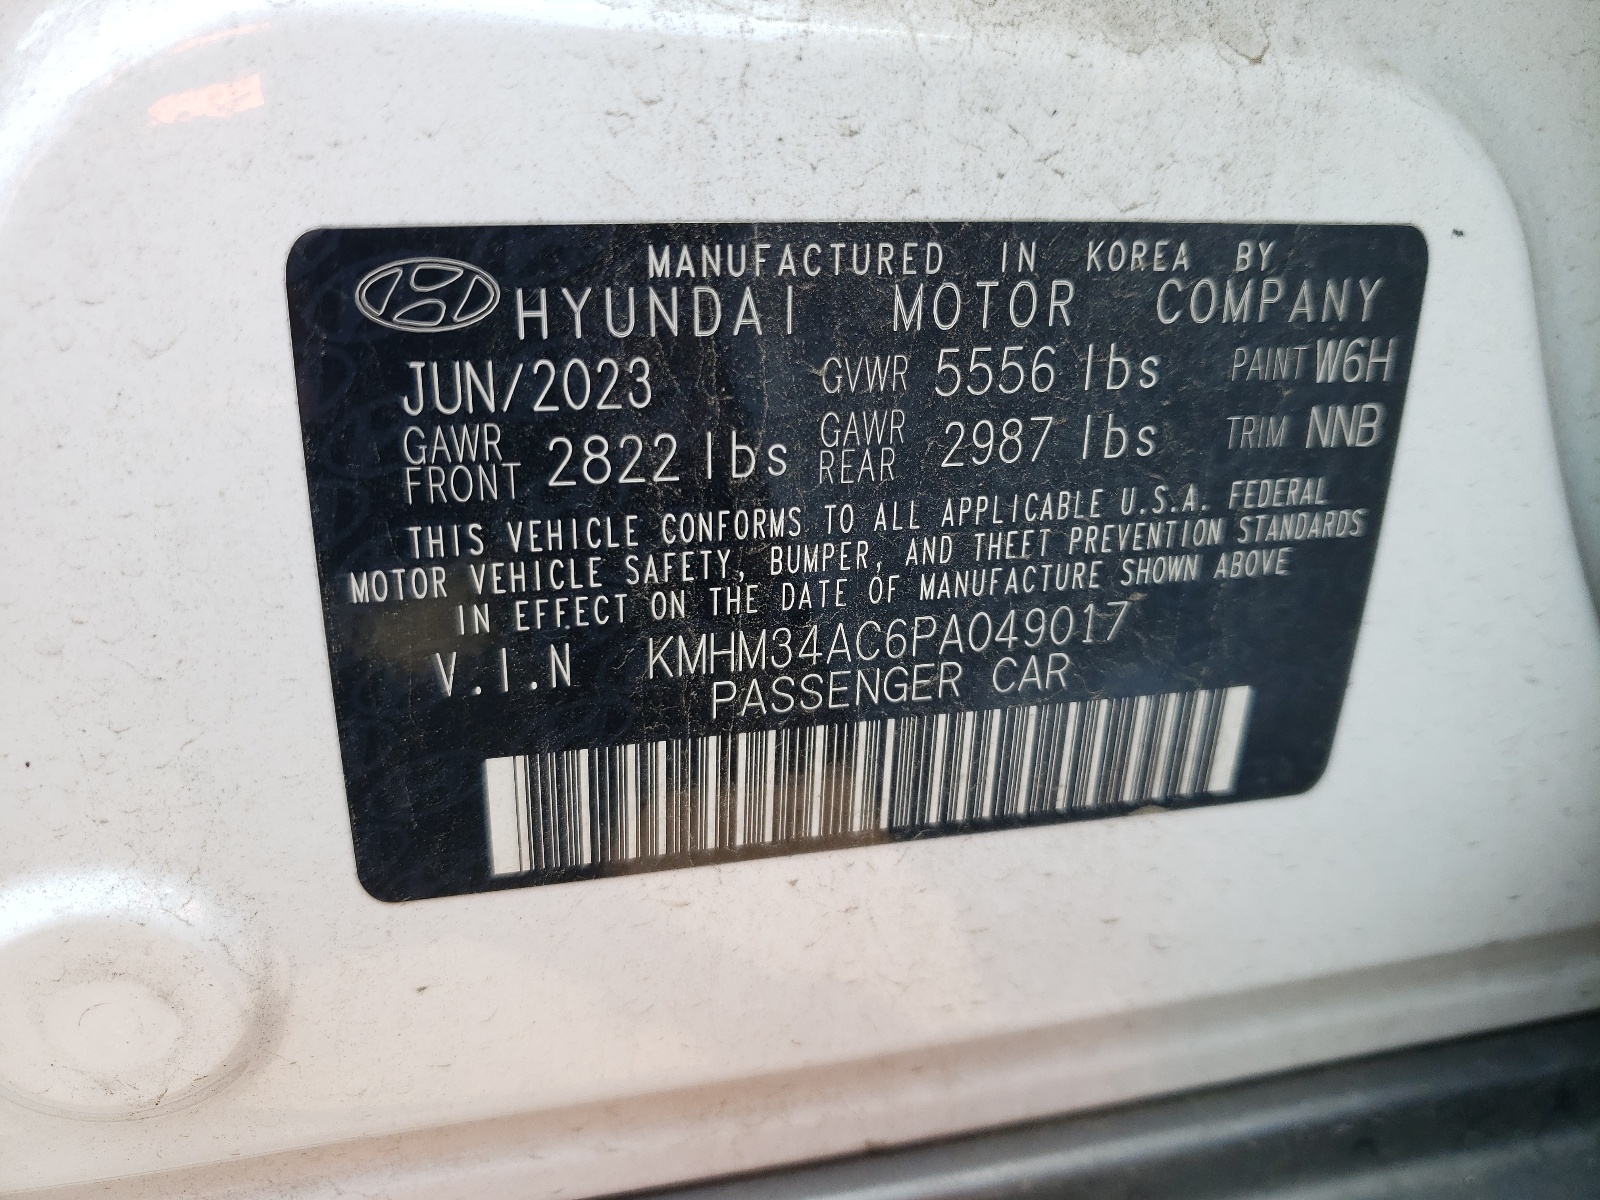 MANUFACTURED IN KOREA BY
HYUNDAI MOTOR COMPANY
JUN/2023 GVWR 5556 lbs PAINT W6H
GAWR FRONT 2822 lbs GAWR REAR 2987 lbs TRIM NNB
THIS VEHICLE CONFORMS TO ALL APPLICABLE U.S.A. FEDERAL
MOTOR VEHICLE SAFETY, BUMPER, AND THEFT PREVENTION STANDARDS
IN EFFECT ON THE DATE OF MANUFACTURE SHOWN ABOVE
V.I.N KMHM34AC6PA049017
PASSENGER CAR